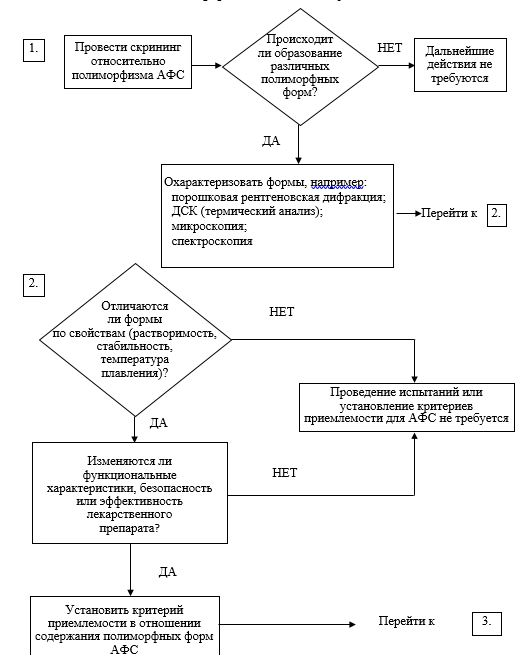 1.
Провести скрининг
относительно
полиморфизма АФС
Происходит
ли образование
различных
полиморфных
форм?
НЕТ
Дальнейшие
действия не
требуются
ДА
Охарактеризовать формы, например:
порошковая рентгеновская дифракция;
ДСК (термический анализ);
микроскопия;
спектроскопия
Перейти к 2.
2.
Отличаются
ли формы
по свойствам (растворимость,
стабильность,
температура
плавления)?
НЕТ
Проведение испытаний или
установление критериев
приемлемости для АФС не требуется
ДА
Изменяются ли
функциональные
характеристики, безопасность
или эффективность
лекарственного
препарата?
НЕТ
ДА
Установить критерий
приемлемости в отношении
содержания полиморфных форм
АФС
Перейти к 3.